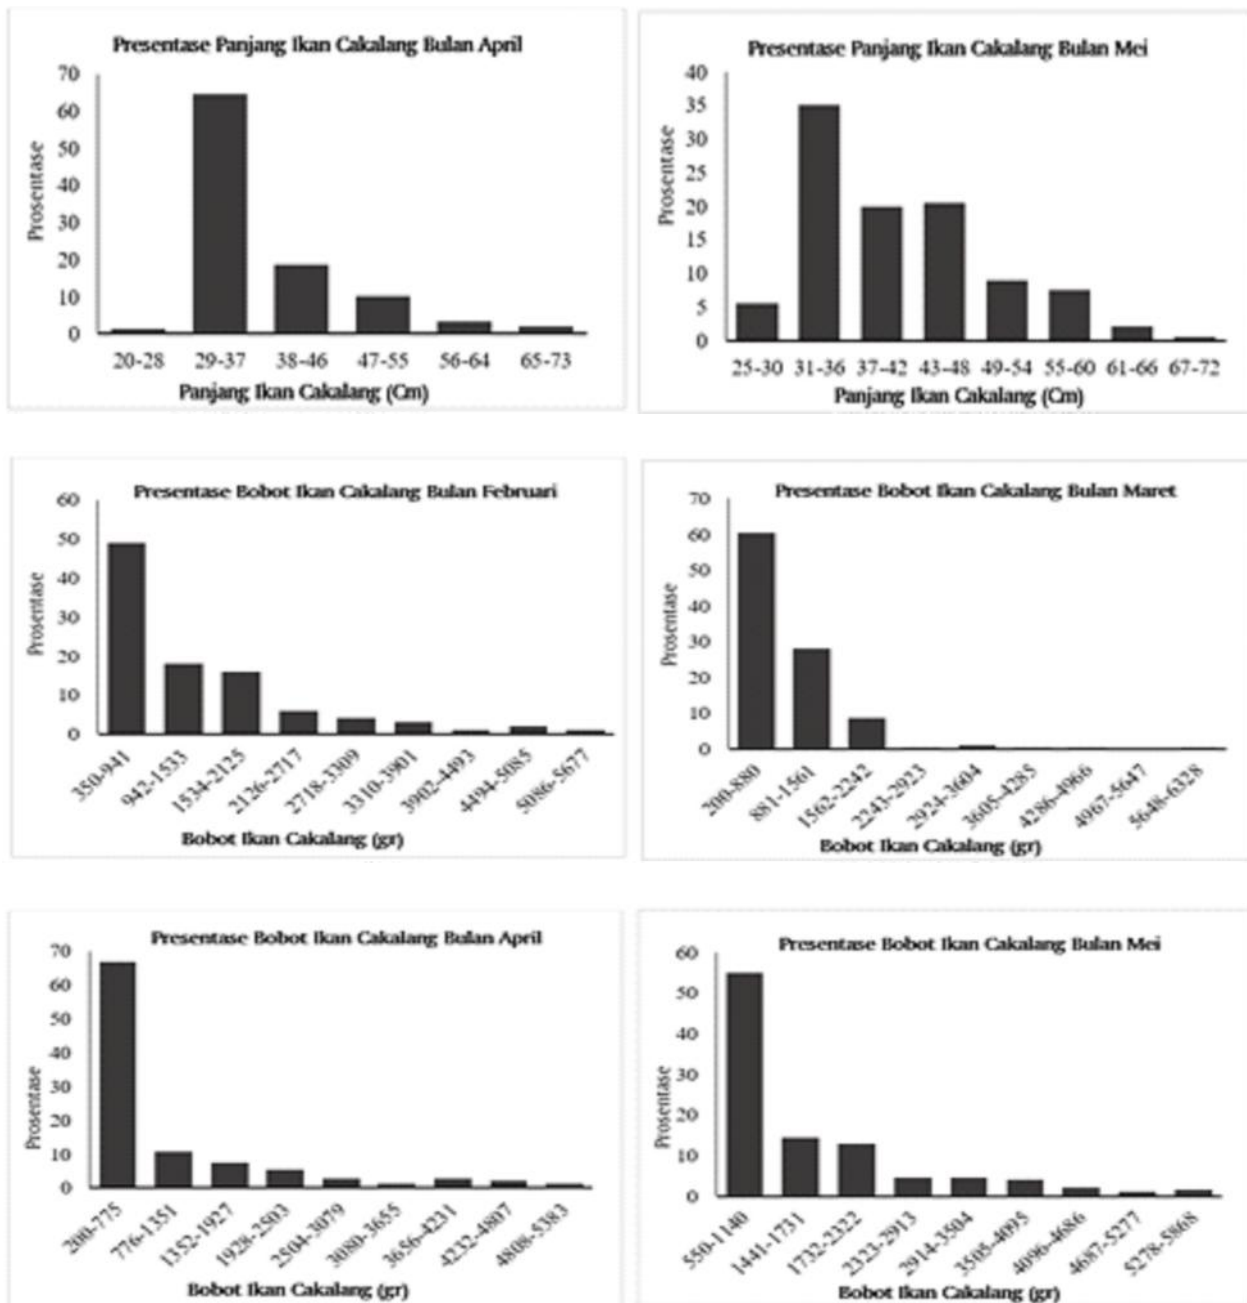 Presentase Panjang Ikan Cakalang Bulan April
70
60
50
40
30
20
10
0
Prosentase
20-28 29-37 38-46 47-55 56-64 65-73
Panjang Ikan Cakalang (Cm)
Presentase Panjang Ikan Cakalang Bulan Mei
40
35
30
25
20
15
10
5
0
Prosentase
25-30 31-36 37-42 43-48 49-54 55-60 61-66 67-72
Panjang Ikan Cakalang (Cm)
Presentase Bobot Ikan Cakalang Bulan Februari
60
50
40
30
20
10
0
Prosentase
350-941 942-1533 1534-2125 2126-2717 2718-3309 3310-3901 3902-4493 4494-5085 5086-5677
Bobot Ikan Cakalang (gr)
Presentase Bobot Ikan Cakalang Bulan Maret
70
60
50
40
30
20
10
0
Prosentase
200-880 881-1561 1562-2242 2243-2923 2924-3604 3605-4285 4286-4966 4967-5647 5648-6328
Bobot Ikan Cakalang (gr)
Presentase Bobot Ikan Cakalang Bulan April
70
60
50
40
30
20
10
0
Prosentase
200-775 776-1351 1352-1927 1928-2503 2504-3079 3080-3655 3656-4231 4232-4807 4808-5383
Bobot Ikan Cakalang (gr)
Presentase Bobot Ikan Cakalang Bulan Mei
60
50
40
30
20
10
0
Prosentase
550-1140 1441-1731 1732-2322 2323-2913 2914-3504 3505-4095 4096-4686 4687-5277 5278-5868
Bobot Ikan Cakalang (gr)